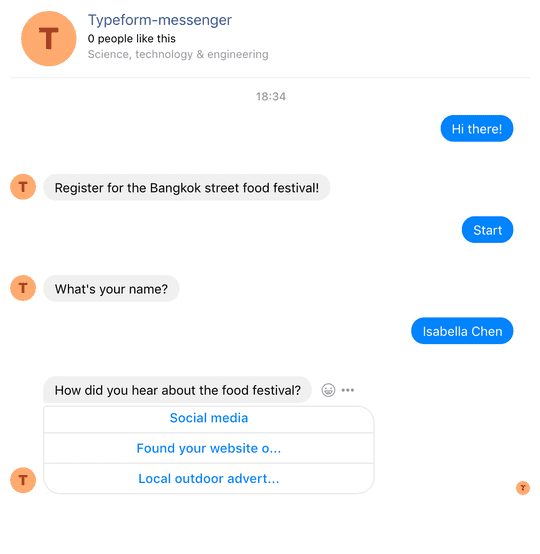 T
Typeform-messenger
0 people like this
Science, technology & engineering
18:34
Hi there!
T
Register for the Bangkok street food festival!
Start
T
What's your name?
Isabella Chen
How did you hear about the food festival?
Social media
Found your website o...
Local outdoor advert...
T
T